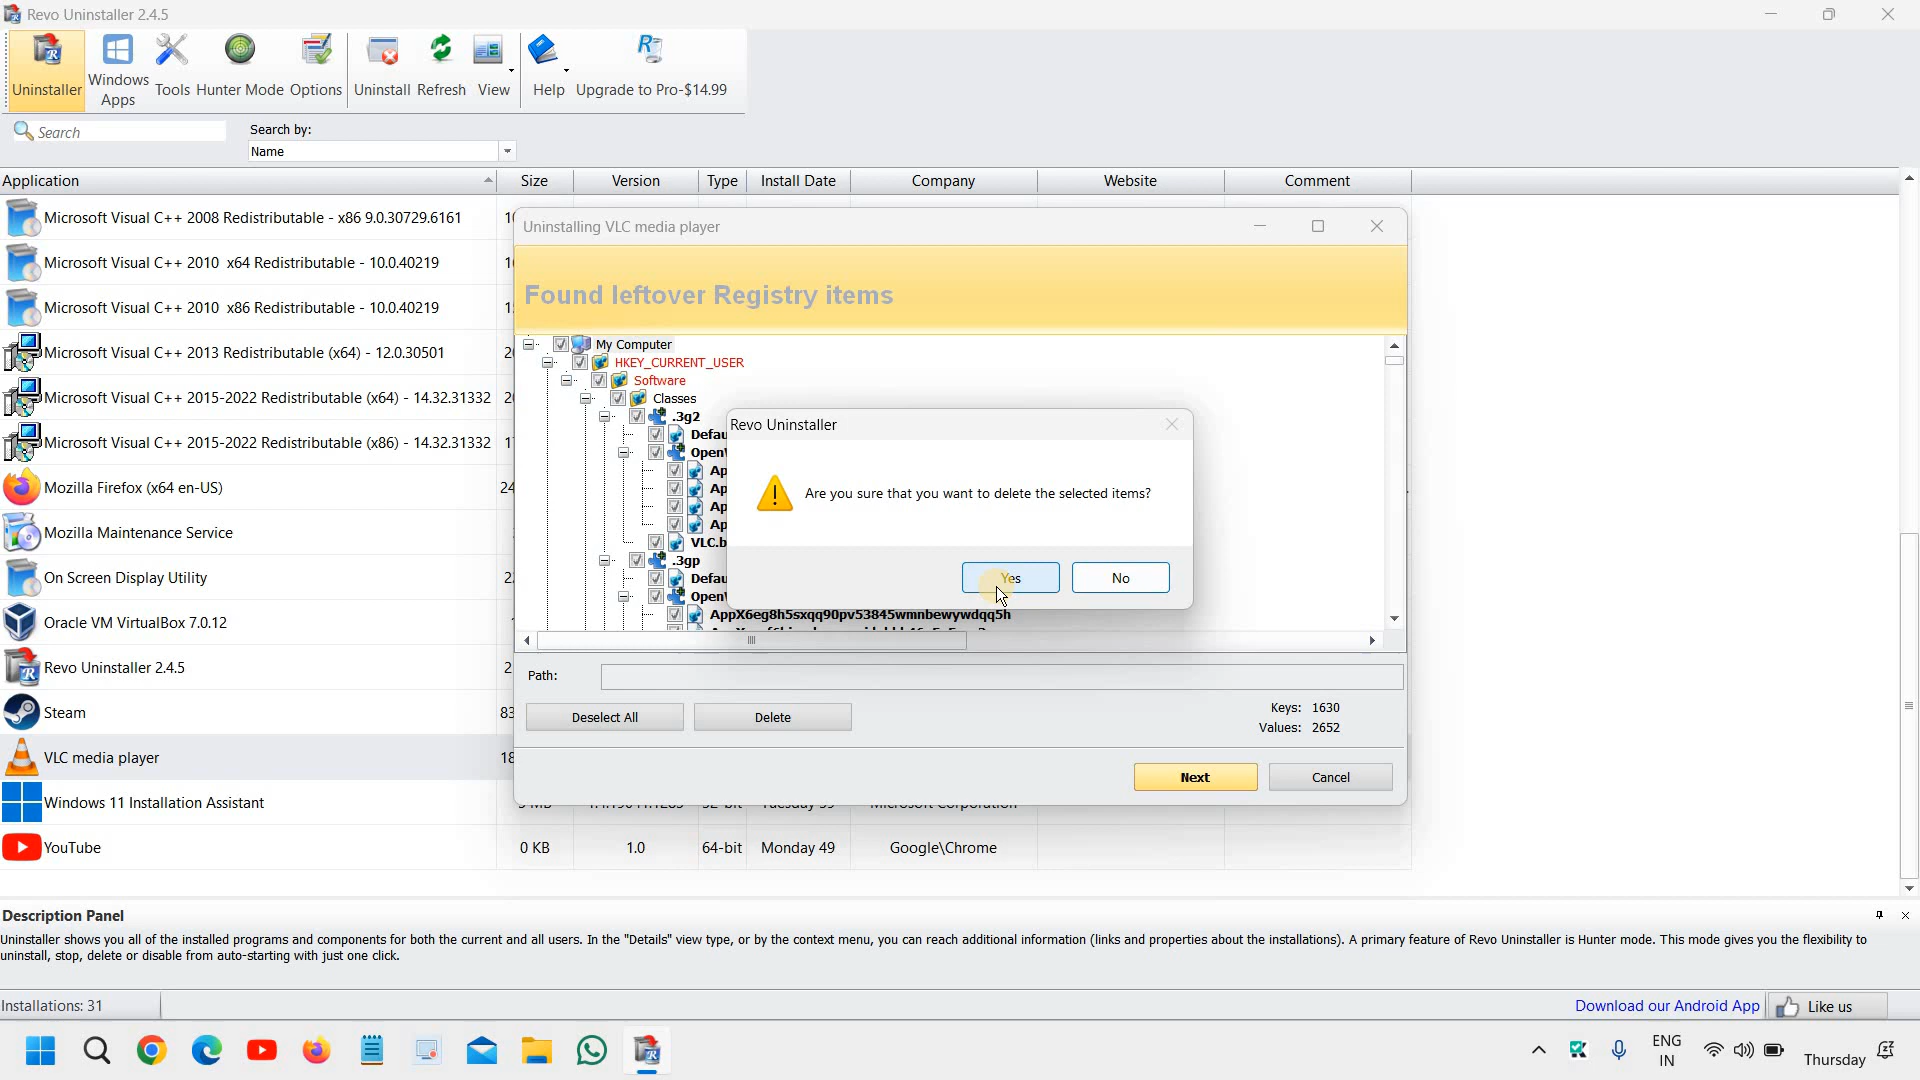 Revo Uninstaller 2.4.5
Uninstaller
Windows Apps
Tools
Hunter Mode
Options
Uninstall
Refresh
View
Help
Upgrade to Pro-$14.99
Search
Search by:
Name
Application Size Version Type Install Date Company Website Comment
Microsoft Visual C++ 2008 Redistributable - x86 9.0.30729.6161
Microsoft Visual C++ 2010 x64 Redistributable - 10.0.40219
Microsoft Visual C++ 2010 x86 Redistributable - 10.0.40219
Microsoft Visual C++ 2013 Redistributable (x64) - 12.0.30501
Microsoft Visual C++ 2015-2022 Redistributable (x64) - 14.32.31332
Microsoft Visual C++ 2015-2022 Redistributable (x86) - 14.32.31332
Mozilla Firefox (x64 en-US)
Mozilla Maintenance Service
On Screen Display Utility
Oracle VM VirtualBox 7.0.12
Revo Uninstaller 2.4.5
Steam
VLC media player
Windows 11 Installation Assistant
YouTube 0 KB 1.0 64-bit Monday 49 Google\Chrome
Uninstalling VLC media player
Found leftover Registry items
My Computer
HKEY_CURRENT_USER
Software
Classes
.3g2
.3gp
AppX6eg8h5sxqq90pv53845wmnbewywdqq5h
Revo Uninstaller
Are you sure that you want to delete the selected items?
Yes
No
Path:
Deselect All
Delete
Keys: 1630
Values: 2652
Next
Cancel
Description Panel
Uninstaller shows you all of the installed programs and components for both the current and all users. In the "Details" view type, or by the context menu, you can reach additional information (links and properties about the installations). A primary feature of Revo Uninstaller is Hunter mode. This mode gives you the flexibility to
uninstall, stop, delete or disable from auto-starting with just one click.
Installations: 31
Download our Android App
Like us
ENG
IN
Thursday